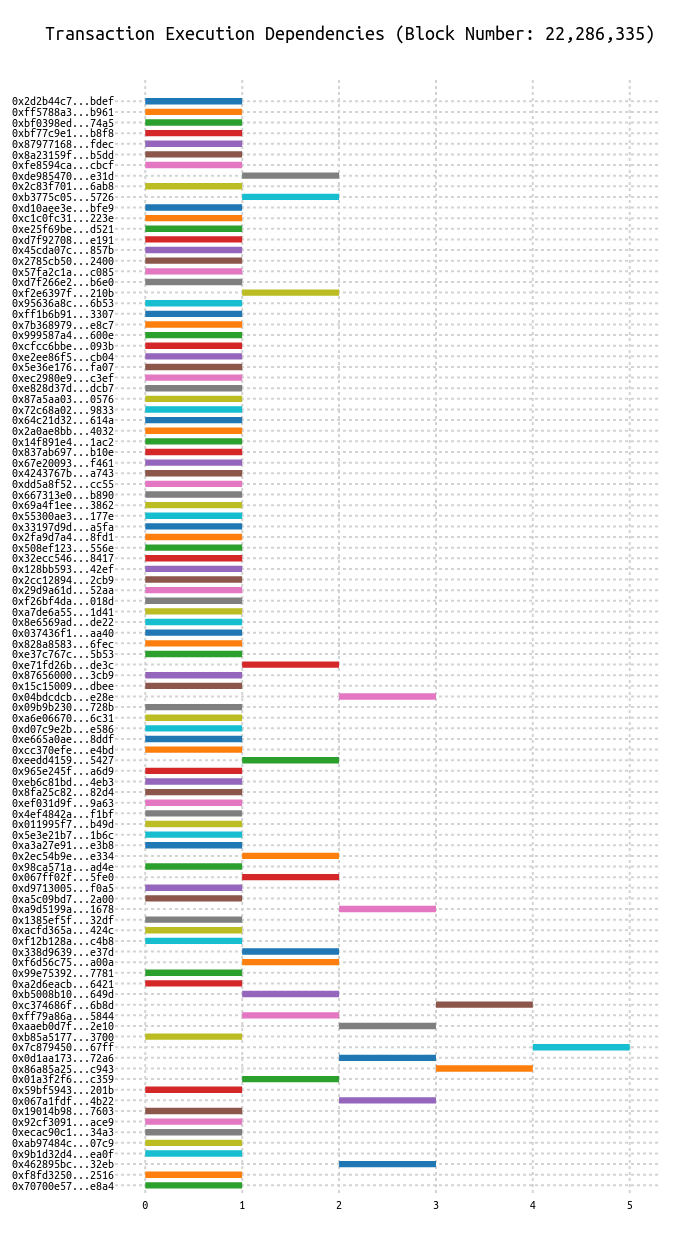 Transaction Execution Dependencies (Block Number: 22,286,335)
0x2d2b44c7...bdef
0xff5788a3...b961
0xbf0398ed...74a5
0xbf77c9e1...b8f8
0x87977168...fdec
0x8a23159f...b5dd
0xfe8594ca...cbcf
0xde985470...e31d
0x2c83f701...6ab8
0xb3775c05...5726
0xd10aee3e...bfe9
0xc1c0fc31...223e
0xe25f69be...d521
0xd7f92708...e191
0x45cda07c...857b
0x2785cb50...2400
0x57fa2c1a...c085
0xd7f266e2...b6e0
0xf2e6397f...210b
0x95636a8c...6b53
0xff1b6b91...3307
0x7b368979...e8c7
0x999587a4...600e
0xcfcc6bbe...093b
0xe2ee86f5...cb04
0x5e36e176...fa07
0xec2980e9...c3ef
0xe828d37d...dcb7
0x87a5aa03...0576
0x72c68a02...9833
0x64c21d32...614a
0x2a0ae8bb...4032
0x14f891e4...1ac2
0x837ab697...b10e
0x67e20093...f461
0x4243767b...a743
0xdd5a8f52...cc55
0x667313e0...b890
0x69a4f1ee...3862
0x55300ae3...177e
0x33197d9d...a5fa
0x2fa9d7a4...8fd1
0x508ef123...556e
0x32ecc546...8417
0x128bb593...42ef
0x2cc12894...2cb9
0x29d9a61d...52aa
0xf26bf4da...018d
0xa7de6a55...1d41
0x8e6569ad...de22
0x037436f1...aa40
0x828a8583...6fec
0xe37c767c...5b53
0xe71fd26b...de3c
0x87656000...3cb9
0x15c15009...dbee
0x04bdcdcb...e28e
0x09b9b230...728b
0xa6e06670...6c31
0xd07c9e2b...e586
0xe665a0ae...8ddf
0xcc370efe...e4bd
0xeedd4159...5427
0x965e245f...a6d9
0xeb6c81bd...4eb3
0x8fa25c82...82d4
0xef031d9f...9a63
0x4ef4842a...f1bf
0x011995f7...b49d
0x5e3e21b7...1b6c
0xa3a27e91...e3b8
0x2ec54b9e...e334
0x98ca571a...ad4e
0x067ff02f...5fe0
0xd9713005...f0a5
0xa5c09bd7...2a00
0xa9d5199a...1678
0x1385ef5f...32df
0xacfd365a...424c
0xf12b128a...c4b8
0x338d9639...e37d
0xf6d56c75...a00a
0x99e75392...7781
0xa2d6eacb...6421
0xb5008b10...649d
0xc374686f...6b8d
0xff79a86a...5844
0xaaeb0d7f...2e10
0xb85a5177...3700
0x7c879450...67ff
0x0d1aa173...72a6
0x86a85a25...c943
0x01a3f2f6...c359
0x59bf5943...201b
0x067a1fdf...4b22
0x19014b98...7603
0x92cf3091...ace9
0xecac90c1...34a3
0xab97484c...07c9
0x9b1d32d4...ea0f
0x462895bc...32eb
0xf8fd3250...2516
0x70700e57...e8a4
0 1 2 3 4 5